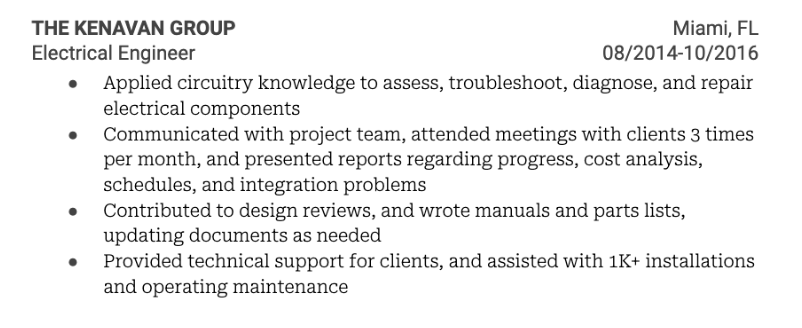 THE KENAVAN GROUP Miami, FL
Electrical Engineer 08/2014-10/2016
● Applied circuitry knowledge to assess, troubleshoot, diagnose, and repair
electrical components
● Communicated with project team, attended meetings with clients 3 times
per month, and presented reports regarding progress, cost analysis,
schedules, and integration problems
● Contributed to design reviews, and wrote manuals and parts lists,
updating documents as needed
● Provided technical support for clients, and assisted with 1K+ installations
and operating maintenance